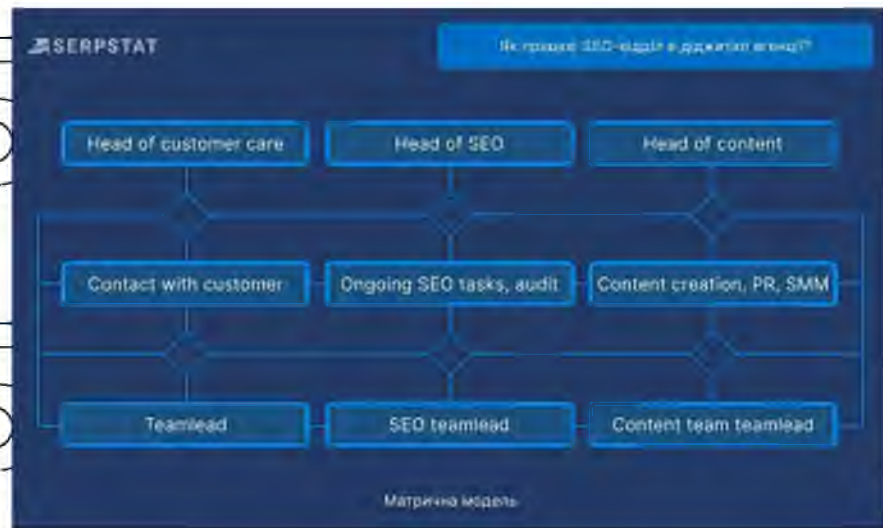 SERPSTAT
Як працює SEO-відділ в діджитал агенції?
Head of customer care
Head of SEO
Head of content
Contact with customer
Ongoing SEO tasks, audit
Content creation, PR, SMM
Teamlead
SEO teamlead
Content team teamlead
Матрична модель